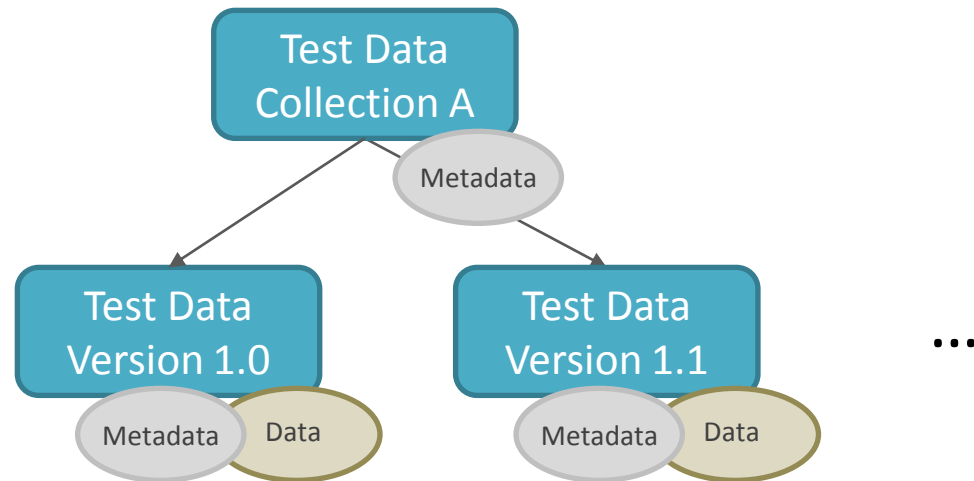 Test Data
Collection A
Metadata
Test Data
Version 1.0
Metadata
Data
Test Data
Version 1.1
Metadata
Data
...